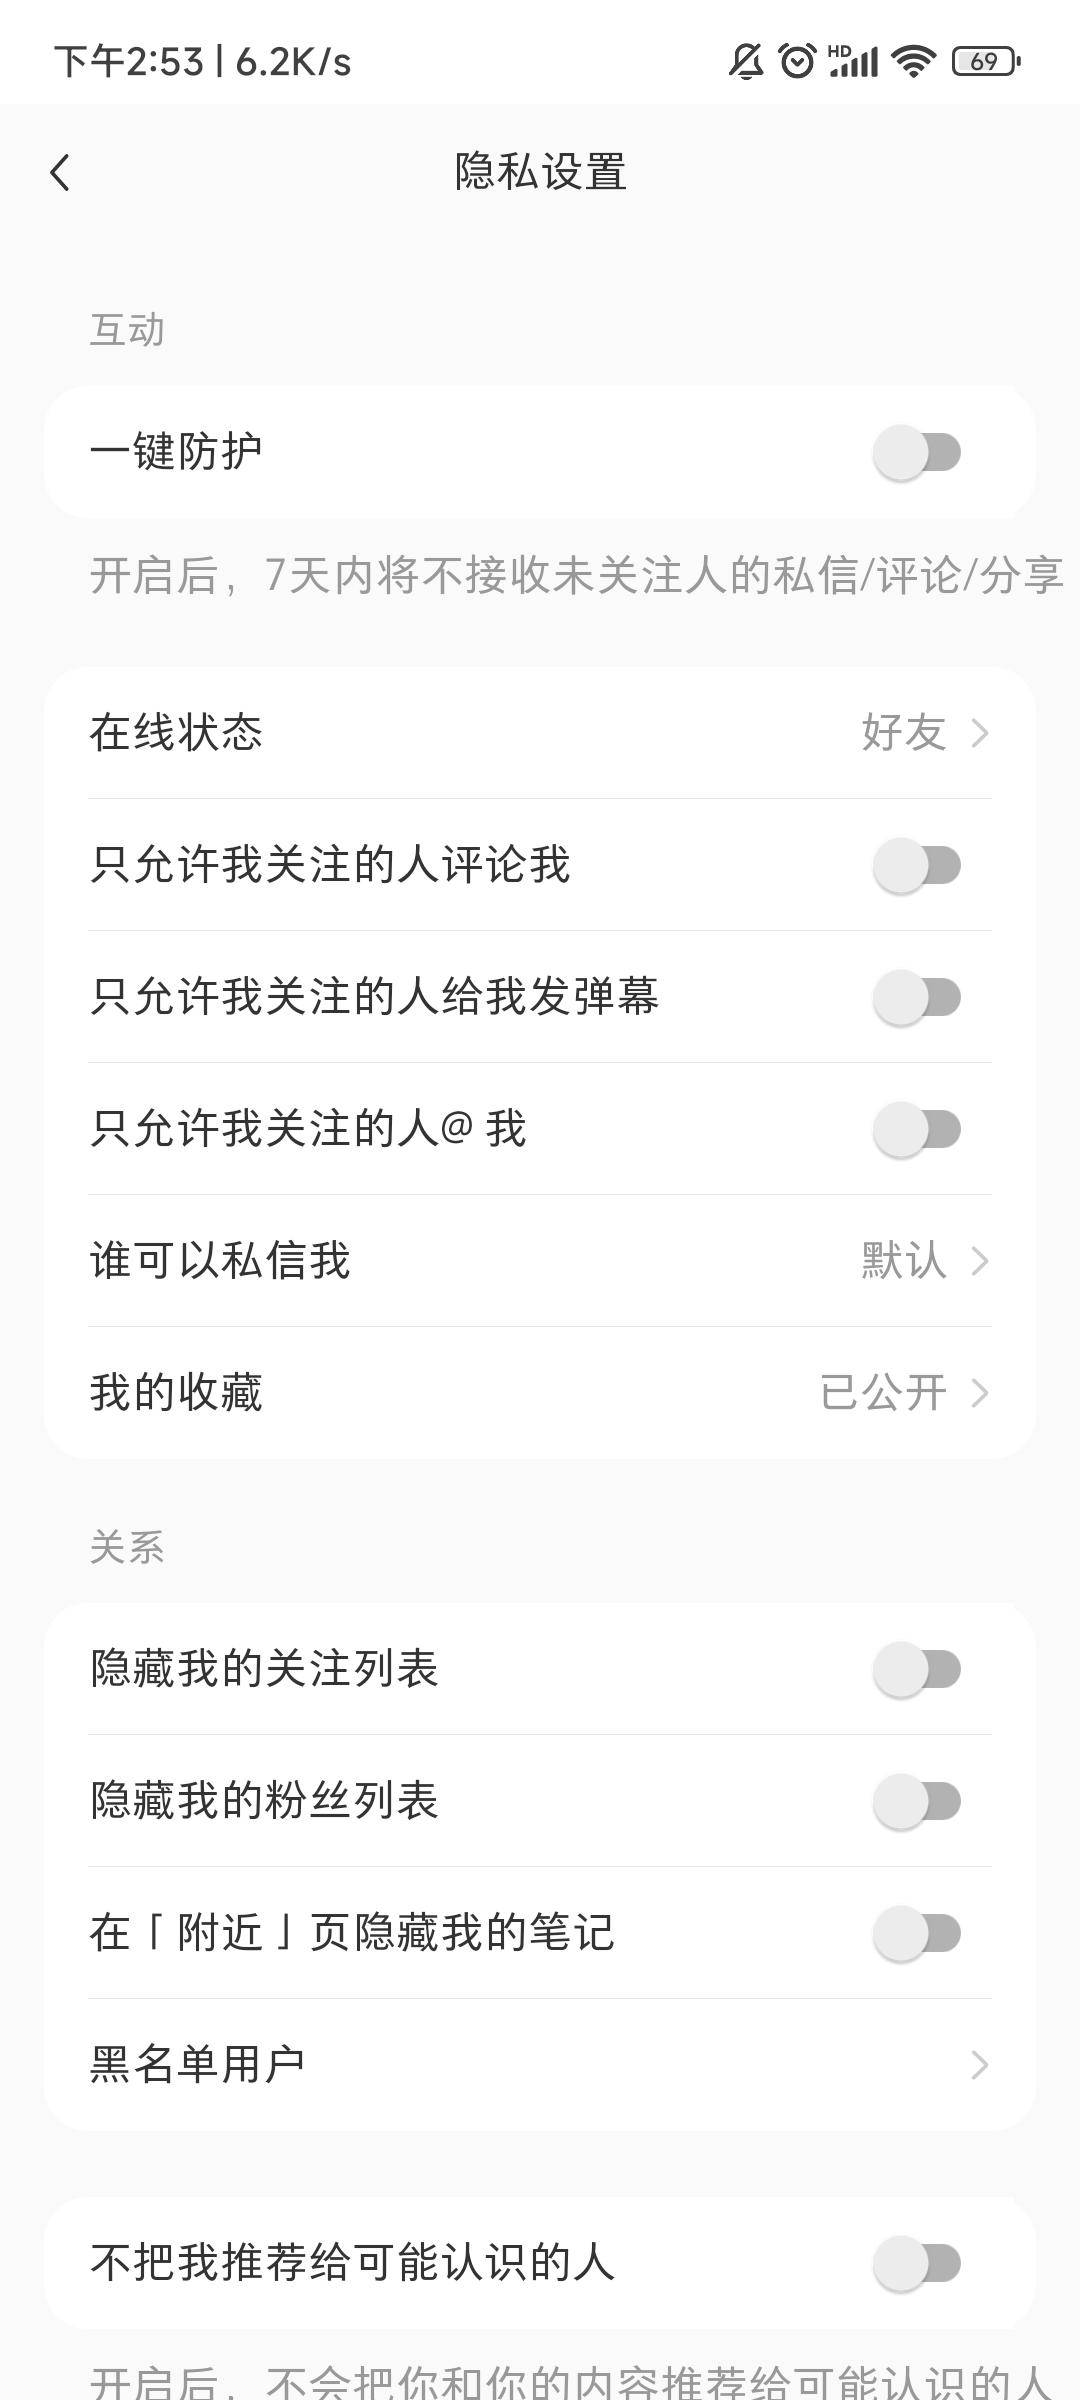 下午2:53 | 6.2K/s
HD
69
隐私设置
互动
一键防护
开启后，7天内将不接收未关注人的私信/评论/分享
在线状态 好友
只允许我关注的人评论我
只允许我关注的人给我发弹幕
只允许我关注的人@ 我
谁可以私信我 默认
我的收藏 已公开
关系
隐藏我的关注列表
隐藏我的粉丝列表
在「附近」页隐藏我的笔记
黑名单用户
不把我推荐给可能认识的人
开启后，不会把你和你的内容推荐给可能认识的人